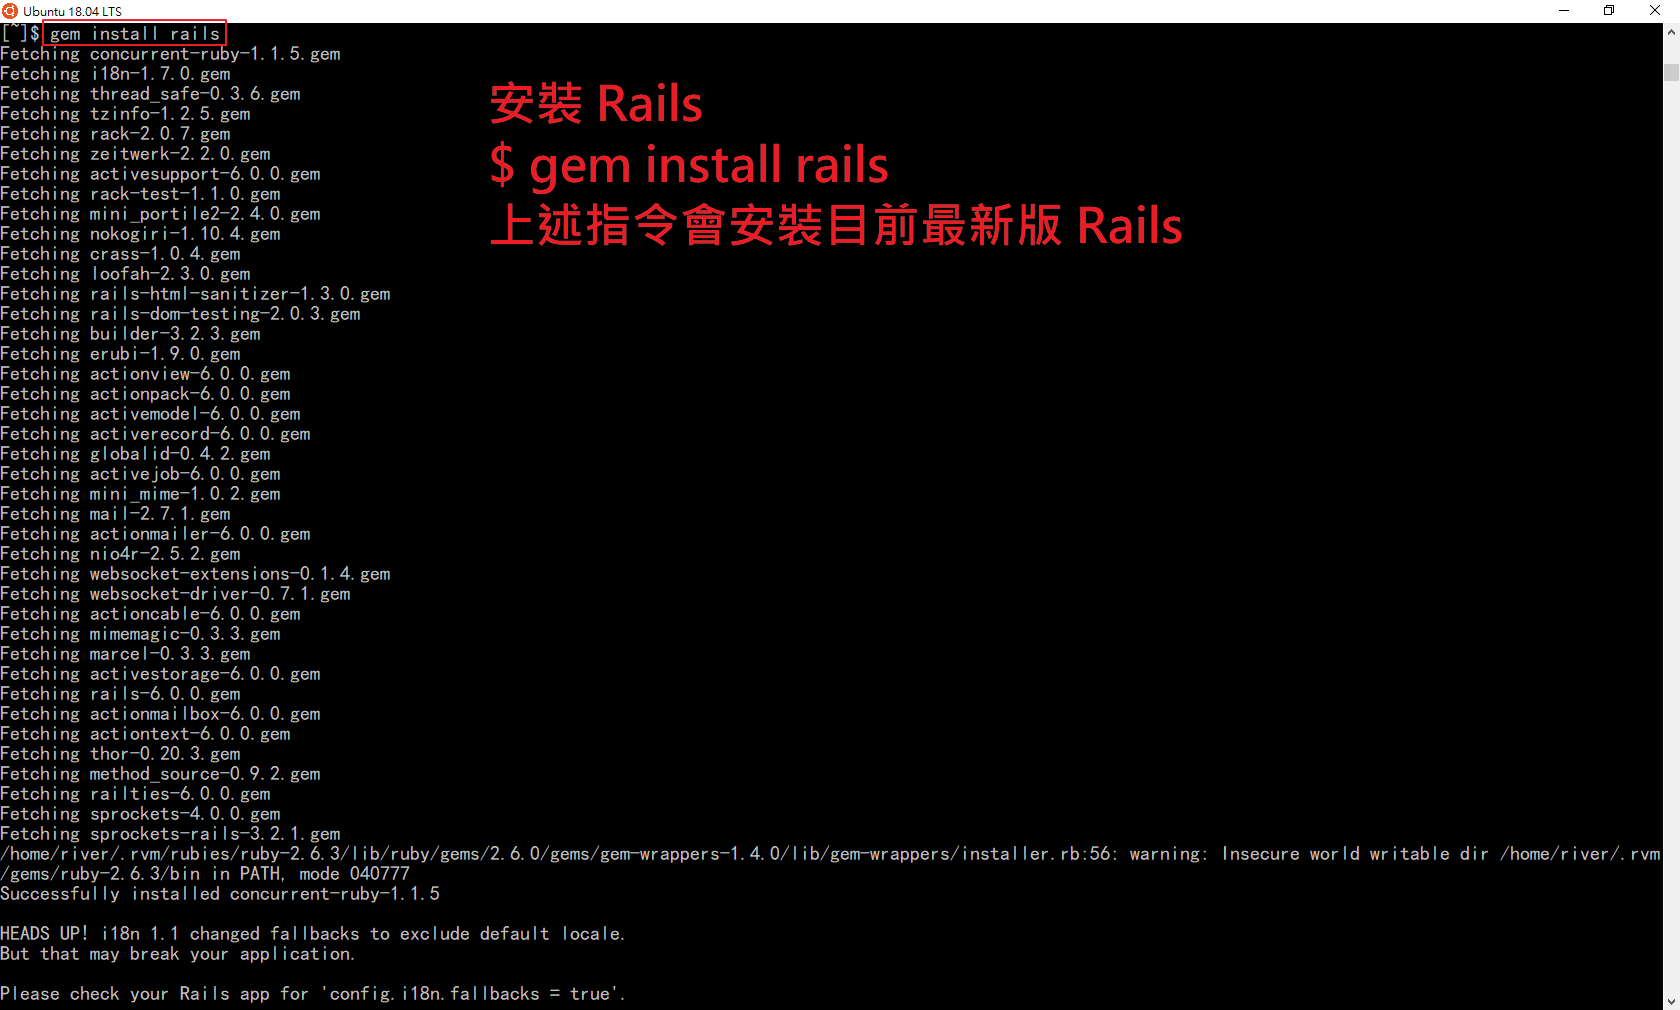 Ubuntu 18.04 LTS
[~]$ gem install rails
Fetching concurrent-ruby-1.1.5.gem
Fetching i18n-1.7.0.gem
Fetching thread_safe-0.3.6.gem
Fetching tzinfo-1.2.5.gem
Fetching rack-2.0.7.gem
Fetching zeitwerk-2.2.0.gem
Fetching activesupport-6.0.0.gem
Fetching rack-test-1.1.0.gem
Fetching mini_portile2-2.4.0.gem
Fetching nokogiri-1.10.4.gem
Fetching crass-1.0.4.gem
Fetching loofah-2.3.0.gem
Fetching rails-html-sanitizer-1.3.0.gem
Fetching rails-dom-testing-2.0.3.gem
Fetching builder-3.2.3.gem
Fetching erubi-1.9.0.gem
Fetching actionview-6.0.0.gem
Fetching actionpack-6.0.0.gem
Fetching activemodel-6.0.0.gem
Fetching activerecord-6.0.0.gem
Fetching globalid-0.4.2.gem
Fetching activejob-6.0.0.gem
Fetching mini_mime-1.0.2.gem
Fetching mail-2.7.1.gem
Fetching actionmailer-6.0.0.gem
Fetching nio4r-2.5.2.gem
Fetching websocket-extensions-0.1.4.gem
Fetching websocket-driver-0.7.1.gem
Fetching actioncable-6.0.0.gem
Fetching mimemagic-0.3.3.gem
Fetching marcel-0.3.3.gem
Fetching activestorage-6.0.0.gem
Fetching rails-6.0.0.gem
Fetching actionmailbox-6.0.0.gem
Fetching actiontext-6.0.0.gem
Fetching thor-0.20.3.gem
Fetching method_source-0.9.2.gem
Fetching railties-6.0.0.gem
Fetching sprockets-4.0.0.gem
Fetching sprockets-rails-3.2.1.gem
/home/river/.rvm/rubies/ruby-2.6.3/lib/ruby/gems/2.6.0/gems/gem-wrappers-1.4.0/lib/gem-wrappers/installer.rb:56: warning: Insecure world writable dir /home/river/.rvm
/gems/ruby-2.6.3/bin in PATH, mode 040777
Successfully installed concurrent-ruby-1.1.5
HEADS UP! i18n 1.1 changed fallbacks to exclude default locale.
But that may break your application.
Please check your Rails app for 'config.i18n.fallbacks = true'.
安裝 Rails
$ gem install rails
上述指令會安裝目前最新版 Rails